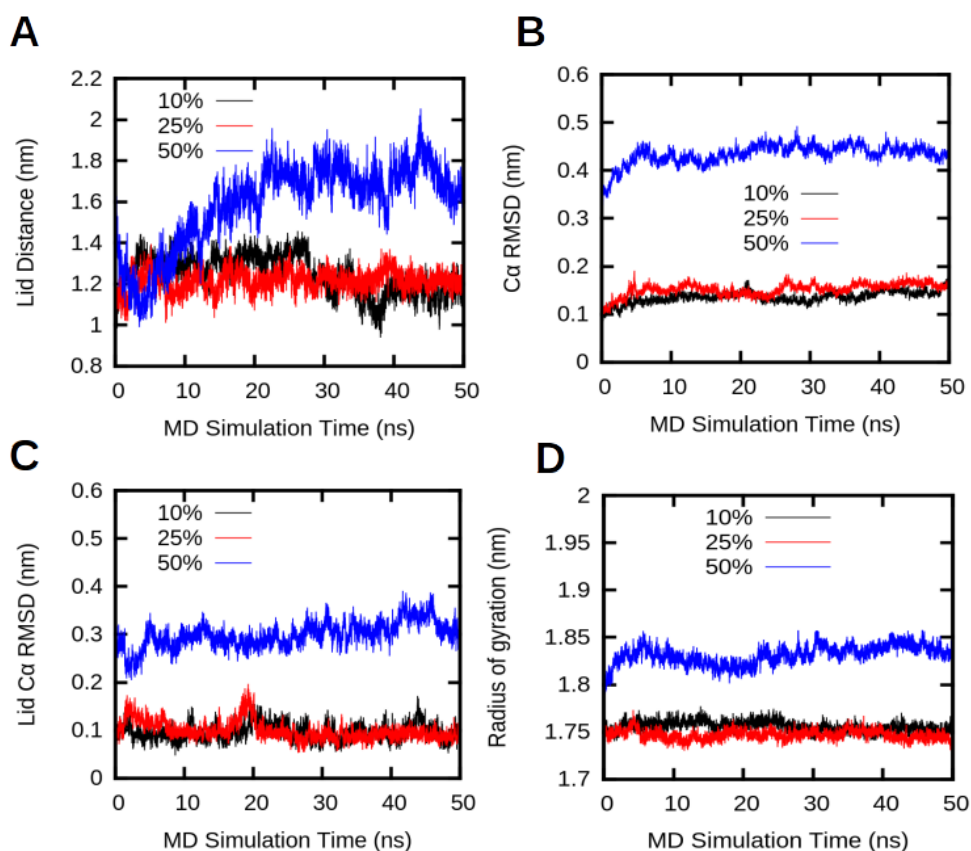 A
Lid Distance (nm)
2.2
2
1.8
1.6
1.4
1.2
1
0.8
10%
25%
50%
0 10 20 30 40 50
MD Simulation Time (ns)
B
Cα RMSD (nm)
0.6
0.5
0.4
0.3
0.2
0.1
0
10%
25%
50%
0 10 20 30 40 50
MD Simulation Time (ns)
C
Lid Cα RMSD (nm)
0.6
0.5
0.4
0.3
0.2
0.1
0
10%
25%
50%
0 10 20 30 40 50
MD Simulation Time (ns)
D
Radius of gyration (nm)
2
1.95
1.9
1.85
1.8
1.75
1.7
10%
25%
50%
0 10 20 30 40 50
MD Simulation Time (ns)